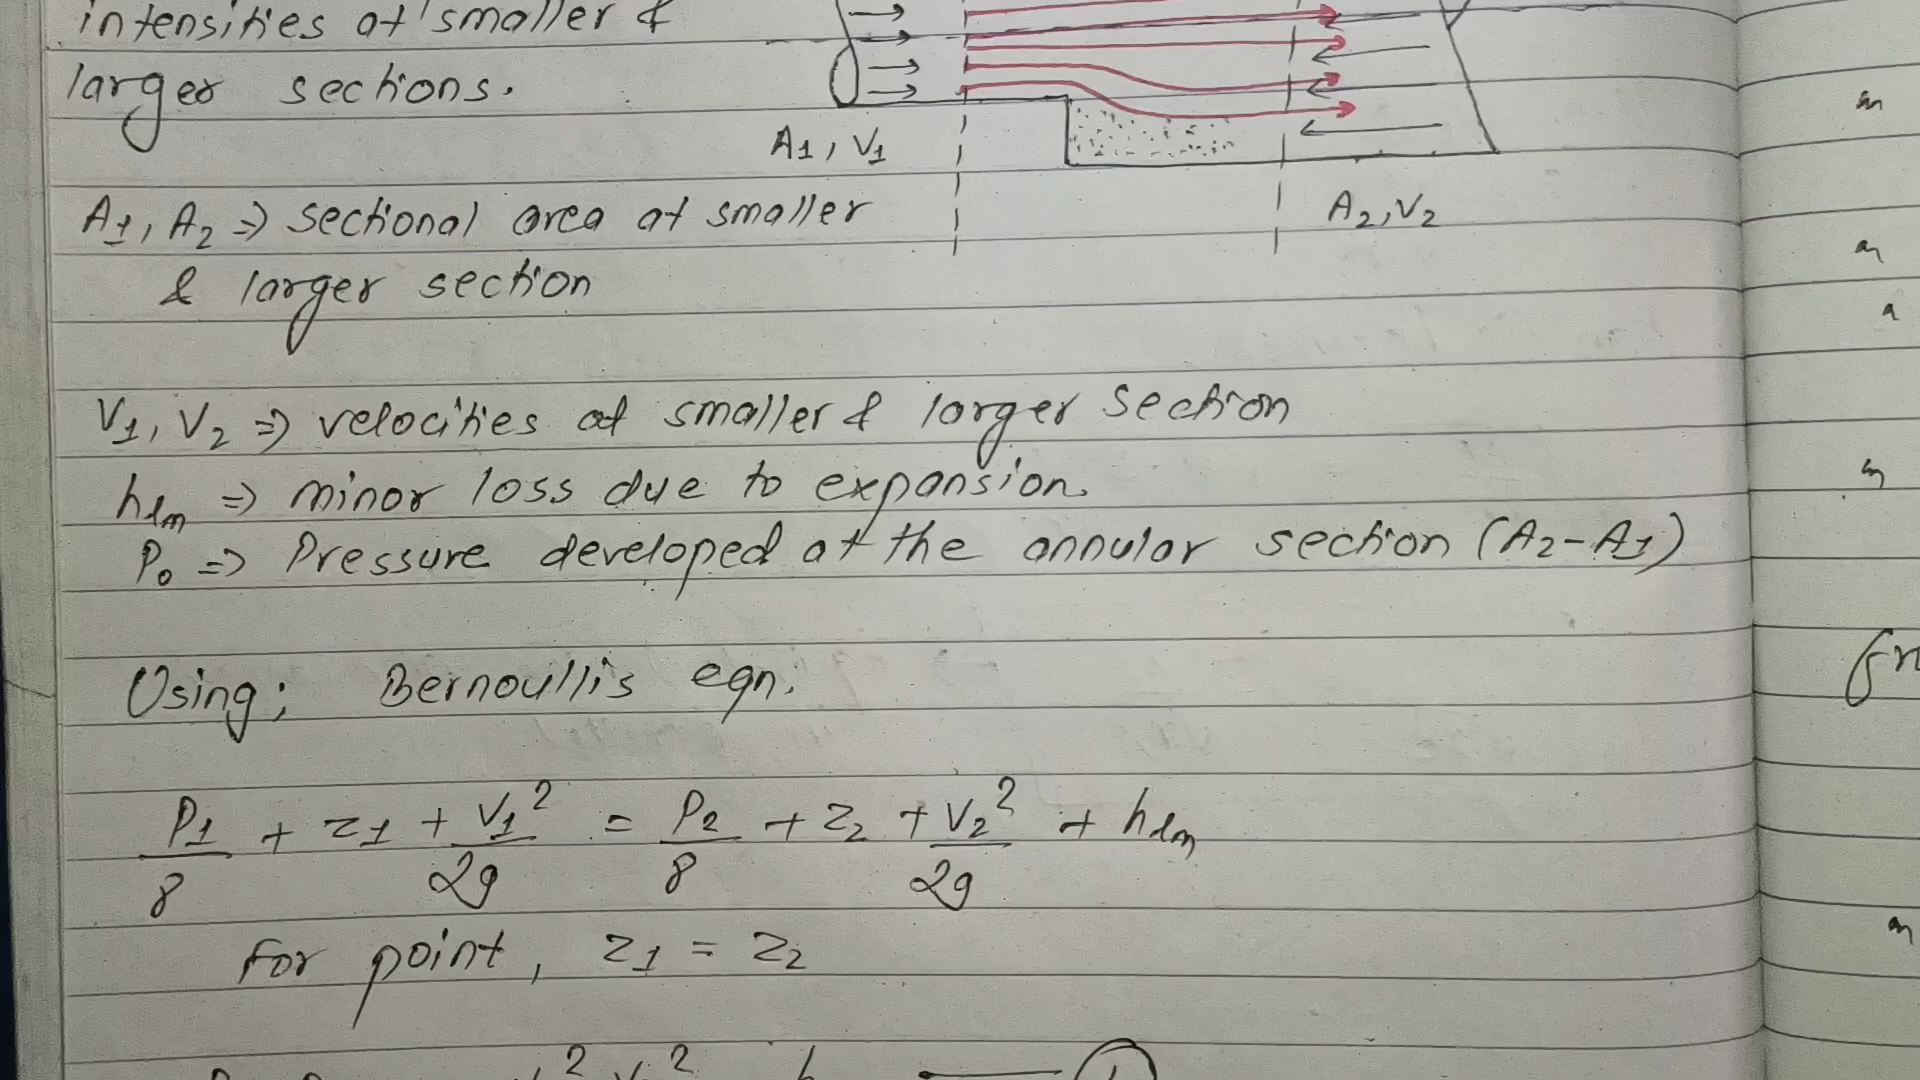 intensities at smaller &
larger sections.
A1, V1
A2, V2
A1, A2 => sectional area at smaller
& larger section
V1, V2 => velocities at smaller & larger section
hlm => minor loss due to expansion.
P0 => Pressure developed at the annular section (A2-A1)
Using; Bernoullis eqn.
P1/γ + z1 + V1²/2g = P2/γ + z2 + V2²/2g + hlm
for point, z1 = z2